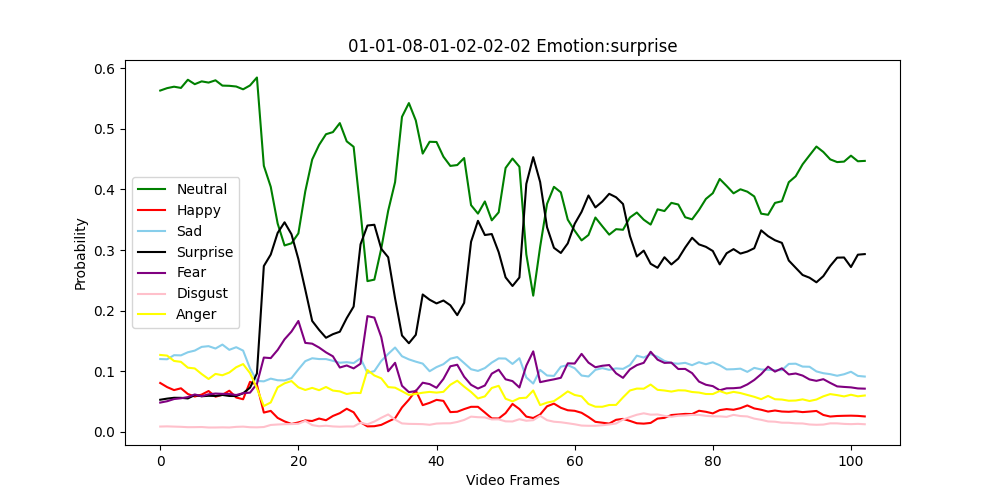 01-01-08-01-02-02-02 Emotion:surprise
0.6
0.5
0.4
0.3
0.2
0.1
0.0
Probability
Neutral
Happy
Sad
Surprise
Fear
Disgust
Anger
0 20 40 60 80 100
Video Frames